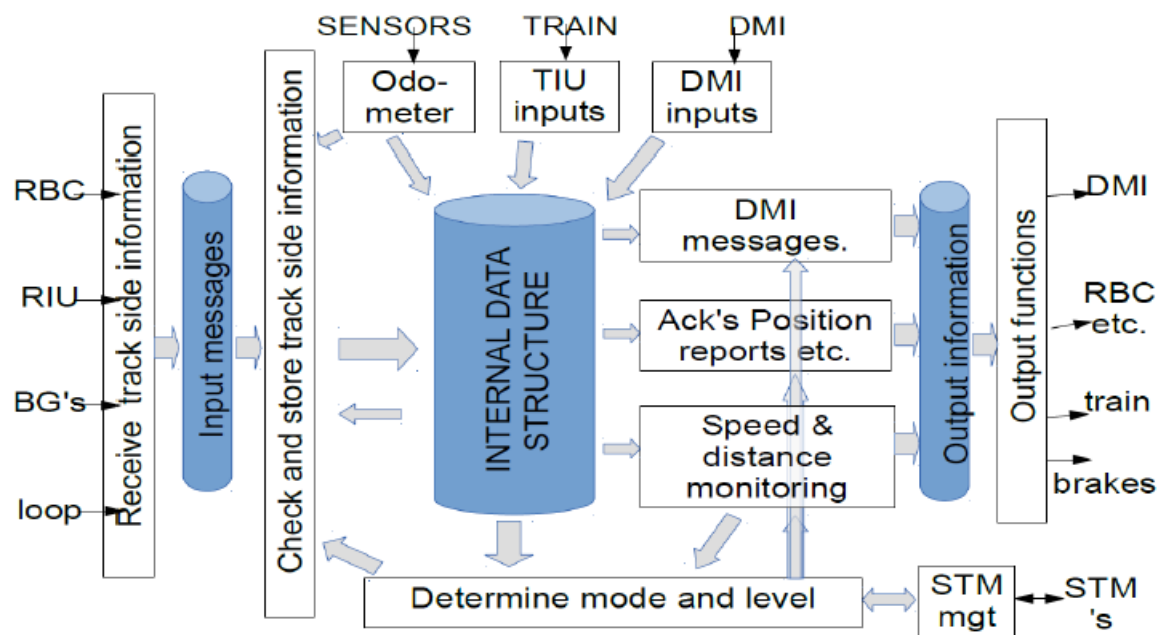 SENSORS
TRAIN
DMI
Odo-
meter
TIU
inputs
DMI
inputs
RBC
RIU
BG's
loop
Receive track side information
Input messages
Check and store track side information
INTERNAL DATA
STRUCTURE
DMI
messages.
Ack's Position
reports etc.
Speed &
distance
monitoring
Output information
Output functions
DMI
RBC
etc.
train
brakes
Determine mode and level
STM
mgt
STM
's